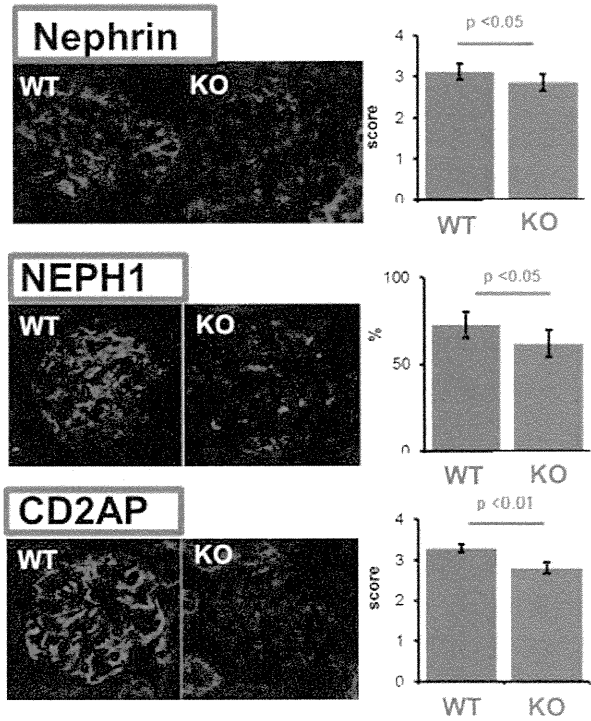 Nephrin
WT KO
p <0.05
4
3
2
1
0
score
WT KO
NEPH1
WT KO
p <0.05
100
50
0
%
WT KO
CD2AP
WT KO
p <0.01
4
3
2
1
0
score
WT KO